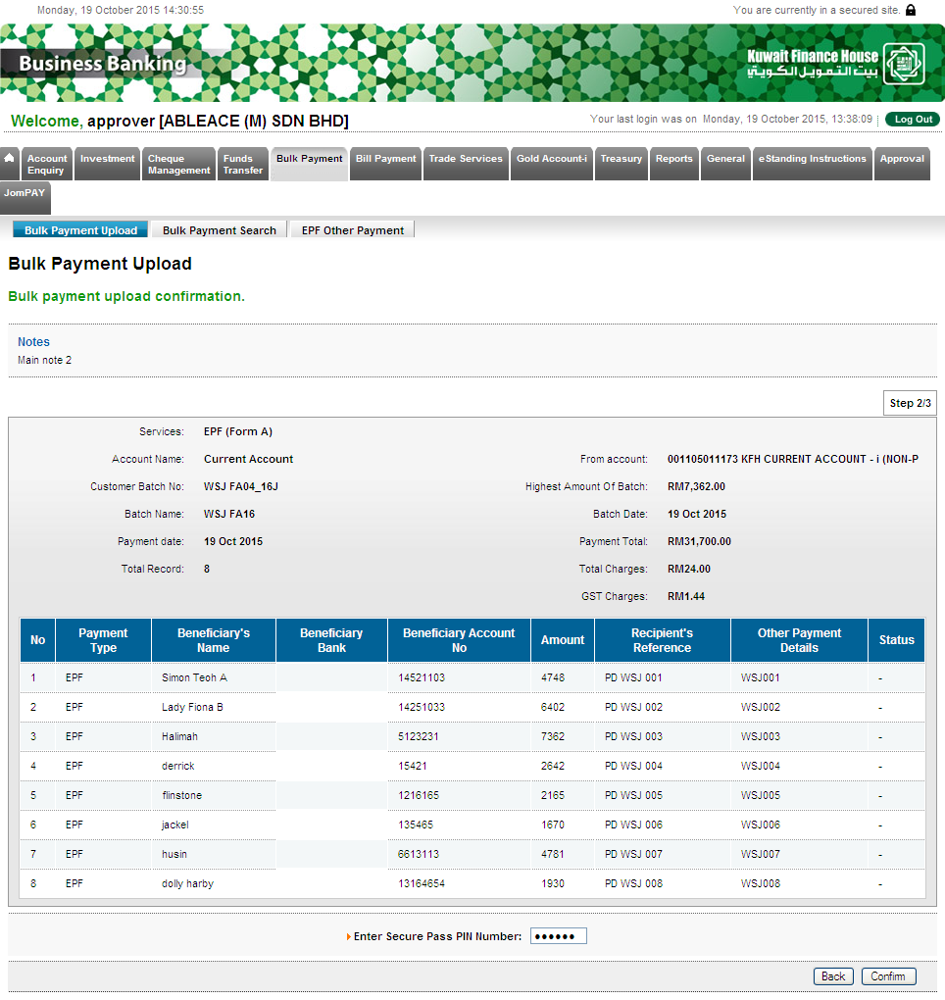 Monday, 19 October 2015 14:30:55
You are currently in a secured site.
Business Banking
Kuwait Finance House
بيت التمويل الكويتي
Welcome, approver [ABLEACE (M) SDN BHD]
Your last login was on Monday, 19 October 2015, 13:38:09
Log Out
Account Enquiry
Investment
Cheque Management
Funds Transfer
Bulk Payment
Bill Payment
Trade Services
Gold Account-i
Treasury
Reports
General
eStanding Instructions
Approval
JomPAY
Bulk Payment Upload
Bulk Payment Search
EPF Other Payment
Bulk Payment Upload
Bulk payment upload confirmation.
Notes
Main note 2
Step 2/3
Services: EPF (Form A)
Account Name: Current Account From account: 001105011173 KFH CURRENT ACCOUNT - i (NON-P
Customer Batch No: WSJ FA04_16J Highest Amount Of Batch: RM7,362.00
Batch Name: WSJ FA16 Batch Date: 19 Oct 2015
Payment date: 19 Oct 2015 Payment Total: RM31,700.00
Total Record: 8 Total Charges: RM24.00
GST Charges: RM1.44
No Payment Type Beneficiary's Name Beneficiary Bank Beneficiary Account No Amount Recipient's Reference Other Payment Details Status
1 EPF Simon Teoh A 14521103 4748 PD WSJ 001 WSJ001 -
2 EPF Lady Fiona B 14251033 6402 PD WSJ 002 WSJ002 -
3 EPF Halimah 5123231 7362 PD WSJ 003 WSJ003 -
4 EPF derrick 15421 2642 PD WSJ 004 WSJ004 -
5 EPF flinstone 1216165 2165 PD WSJ 005 WSJ005 -
6 EPF jackel 135465 1670 PD WSJ 006 WSJ006 -
7 EPF husin 6613113 4781 PD WSJ 007 WSJ007 -
8 EPF dolly harby 13164654 1930 PD WSJ 008 WSJ008 -
Enter Secure Pass PIN Number: ••••••
Back
Confirm